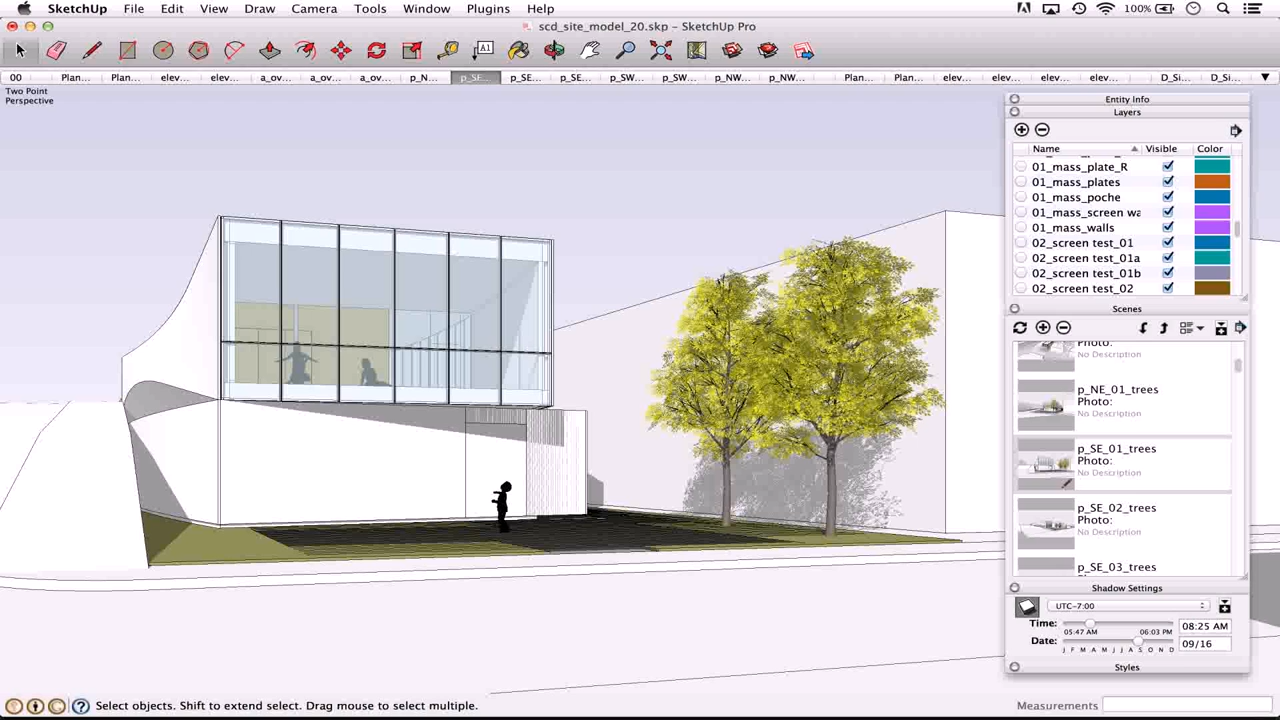 SketchUp File Edit View Draw Camera Tools Window Plugins Help 100%
scd_site_model_20.skp – SketchUp Pro
A1
00 Plan... Plan... elev... elev... a_ov... a_ov... a_ov... p_N... p_SE... p_SE... p_SE... p_SW... p_SW... p_NW... p_NW... Plan... Plan... elev... elev... elev... elev... D_Si... D_Si...
Two Point
Perspective
Entity Info
Layers
Name Visible Color
01_mass_plate_R
01_mass_plates
01_mass_poche
01_mass_screen wa
01_mass_walls
02_screen test_01
02_screen test_01a
02_screen test_01b
02_screen test_02
Scenes
Photo:
No Description
p_NE_01_trees
Photo:
No Description
p_SE_01_trees
Photo:
No Description
p_SE_02_trees
Photo:
No Description
p_SE_03_trees
Shadow Settings
UTC-7:00
Time: 05:47 AM 06:03 PM 08:25 AM
Date: J F M A M J J A S O N D 09/16
Styles
Select objects. Shift to extend select. Drag mouse to select multiple.
Measurements